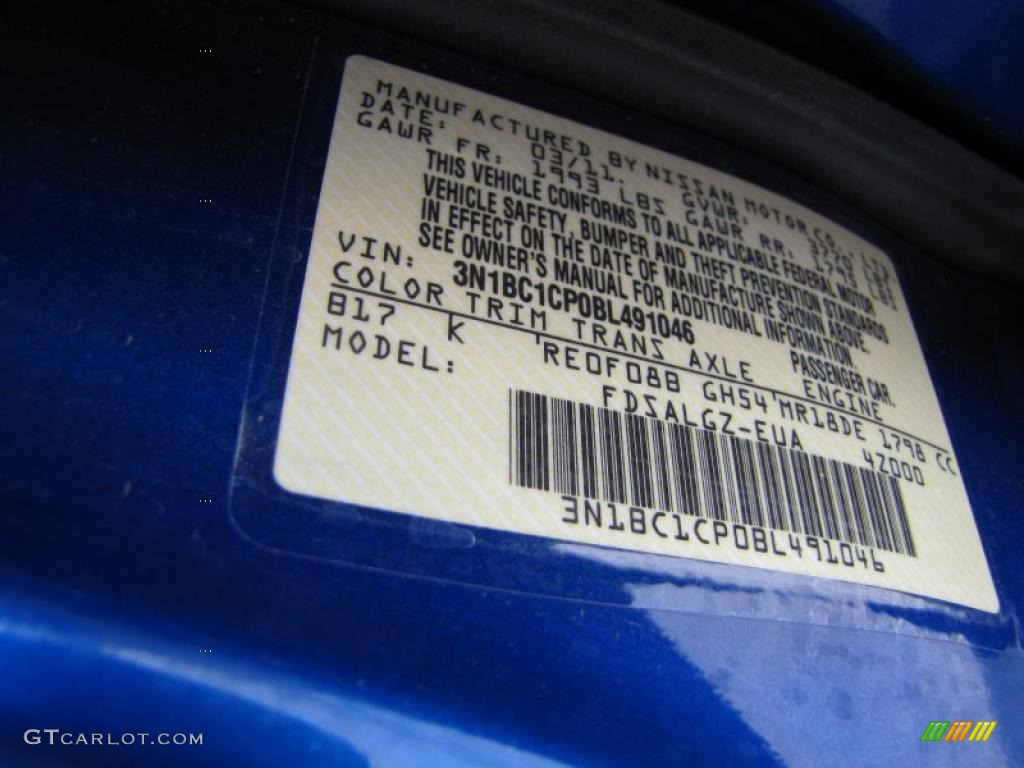 MANUFACTURED BY NISSAN MOTOR CO., LTD.
DATE: 03/11. GVWR:
GAWR FR: 1993 LBS GAWR RR:
THIS VEHICLE CONFORMS TO ALL APPLICABLE FEDERAL MOTOR
VEHICLE SAFETY, BUMPER AND THEFT PREVENTION STANDARDS
IN EFFECT ON THE DATE OF MANUFACTURE SHOWN ABOVE.
SEE OWNER'S MANUAL FOR ADDITIONAL INFORMATION.
VIN: 3N1BC1CP0BL491046 PASSENGER CAR.
COLOR TRIM TRANS AXLE ENGINE
B17 K RE0F08B GH54 MR18DE 1798 CC
MODEL: FDSALGZ-EUA 4Z000
3N1BC1CP0BL491046
GTCARLOT.COM